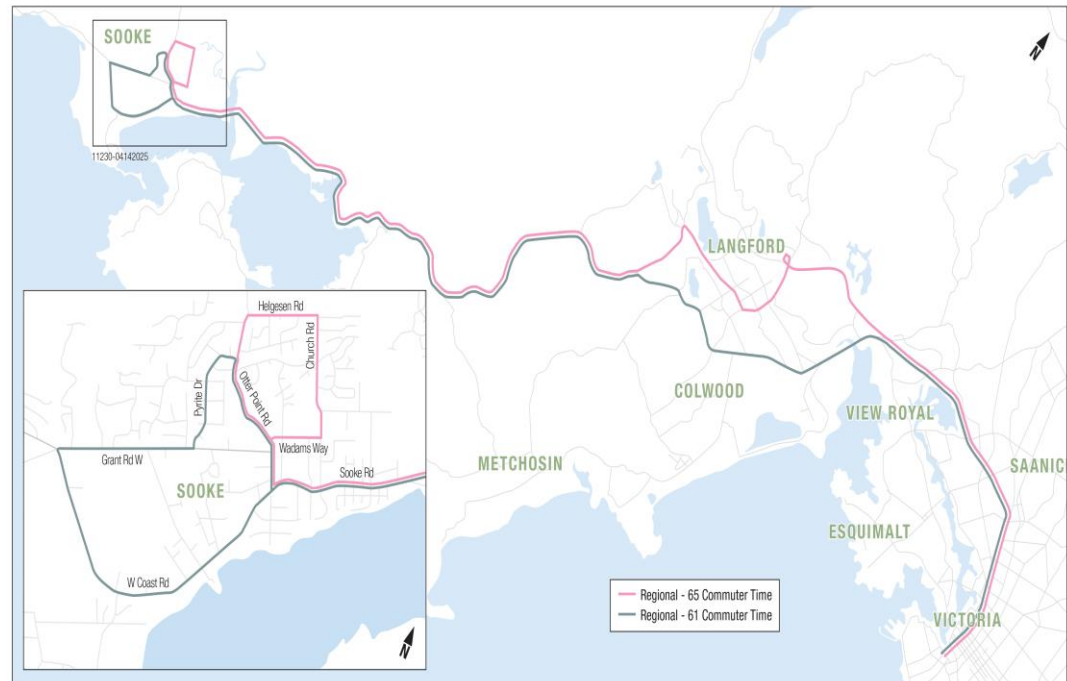 SOOKE
N
11230-04142025
LANGFORD
COLWOOD
VIEW ROYAL
METCHOSIN
SAANICH
ESQUIMALT
VICTORIA
Helgesen Rd
Church Rd
Pyrite Dr
Otter Point Rd
Wadams Way
Grant Rd W
Sooke Rd
SOOKE
W Coast Rd
N
Regional - 65 Commuter Time
Regional - 61 Commuter Time